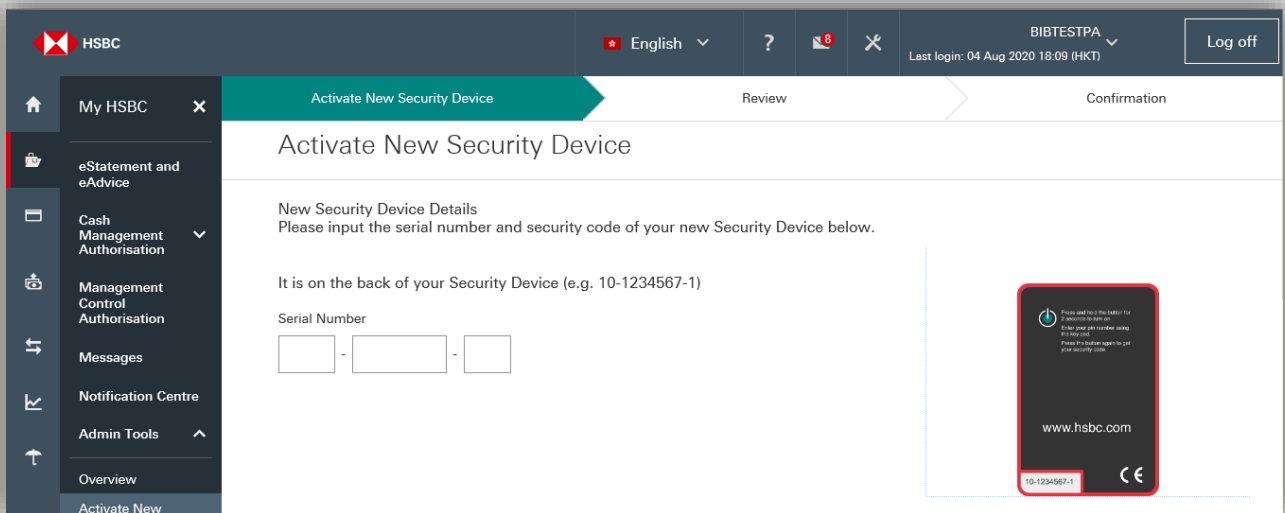 HSBC
English
?
8
BIBTESTPA
Last login: 04 Aug 2020 18:09 (HKT)
Log off
My HSBC
eStatement and
eAdvice
Cash
Management
Authorisation
Management
Control
Authorisation
Messages
Notification Centre
Admin Tools
Overview
Activate New
Activate New Security Device
Review
Confirmation
Activate New Security Device
New Security Device Details
Please input the serial number and security code of your new Security Device below.
It is on the back of your Security Device (e.g. 10-1234567-1)
Serial Number
-
-
Press and hold the button for
2 seconds to turn on.
Enter your pin number using
the key pad.
Press the button again to get
your security code.
www.hsbc.com
10-1234567-1
CE